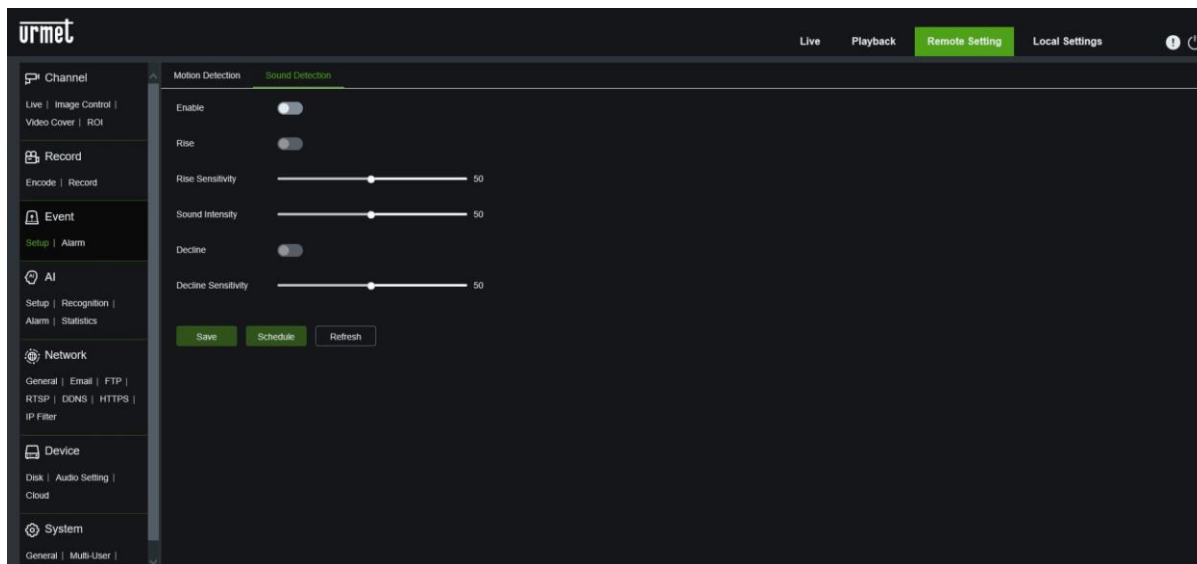 urmet
Live Playback Remote Setting Local Settings
Channel
Live | Image Control |
Video Cover | ROI
Record
Encode | Record
Event
Setup | Alarm
AI
Setup | Recognition |
Alarm | Statistics
Network
General | Email | FTP |
RTSP | DDNS | HTTPS |
IP Filter
Device
Disk | Audio Setting |
Cloud
System
General | Multi-User |
Motion Detection Sound Detection
Enable
Rise
Rise Sensitivity 50
Sound Intensity 50
Decline
Decline Sensitivity 50
Save Schedule Refresh